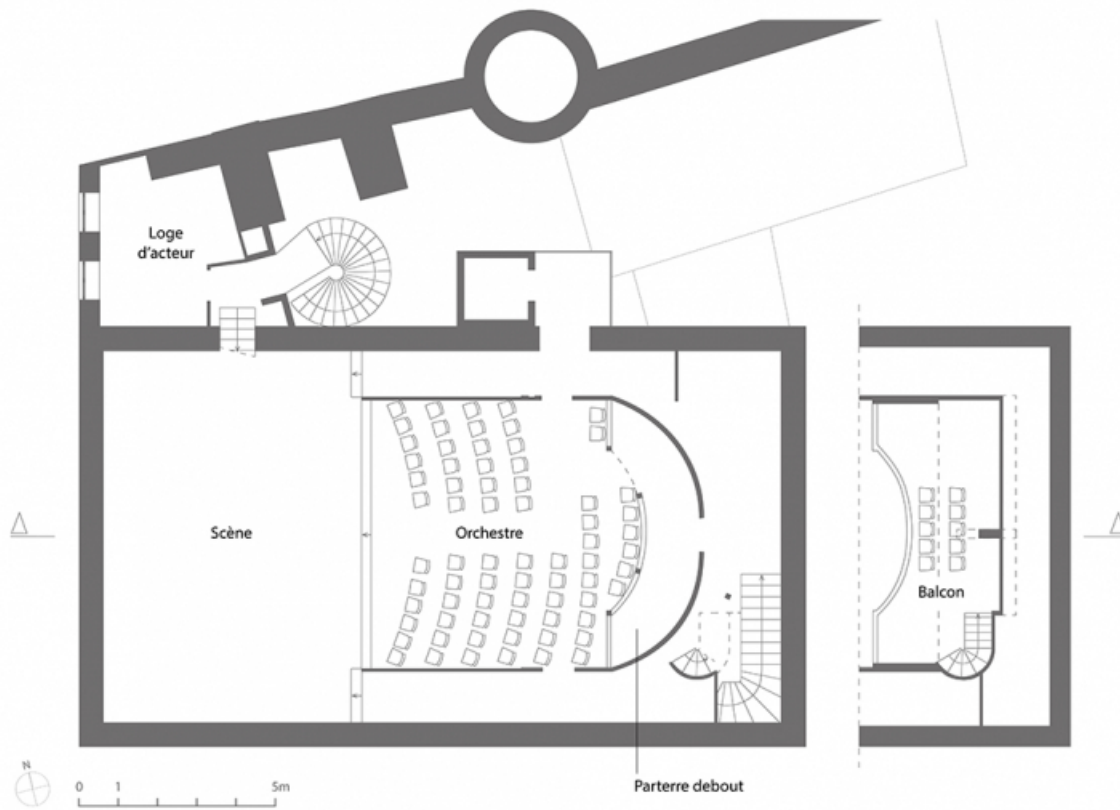 Loge
d'acteur
Scène
Orchestre
Balcon
Parterre debout
N
0 1 5m